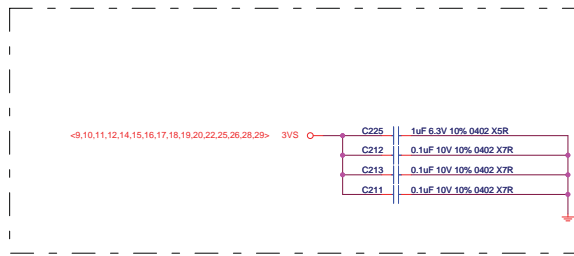 <9,10,11,12,14,15,16,17,18,19,20,22,25,26,28,29> 3VS
C225 1uF 6.3V 10% 0402 X5R
C212 0.1uF 10V 10% 0402 X7R
C213 0.1uF 10V 10% 0402 X7R
C211 0.1uF 10V 10% 0402 X7R